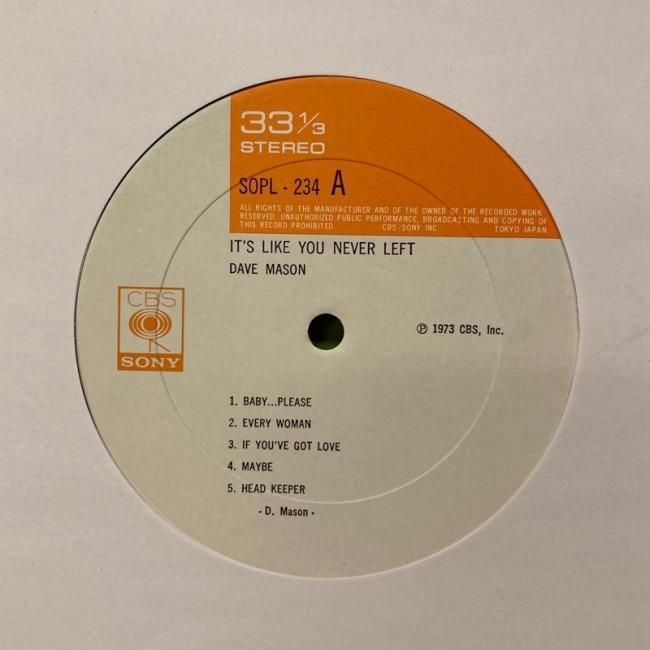 33 1/3
STEREO
SOPL - 234 A
ALL RIGHTS OF THE MANUFACTURER AND OF THE OWNER OF THE RECORDED WORK
RESERVED. UNAUTHORIZED PUBLIC PERFORMANCE, BROADCASTING AND COPYING OF
THIS RECORD PROHIBITED. CBS/SONY INC. TOKYO JAPAN.
IT'S LIKE YOU NEVER LEFT
DAVE MASON
CBS
SONY
℗ 1973 CBS, Inc.
1. BABY...PLEASE
2. EVERY WOMAN
3. IF YOU'VE GOT LOVE
4. MAYBE
5. HEAD KEEPER
- D. Mason -